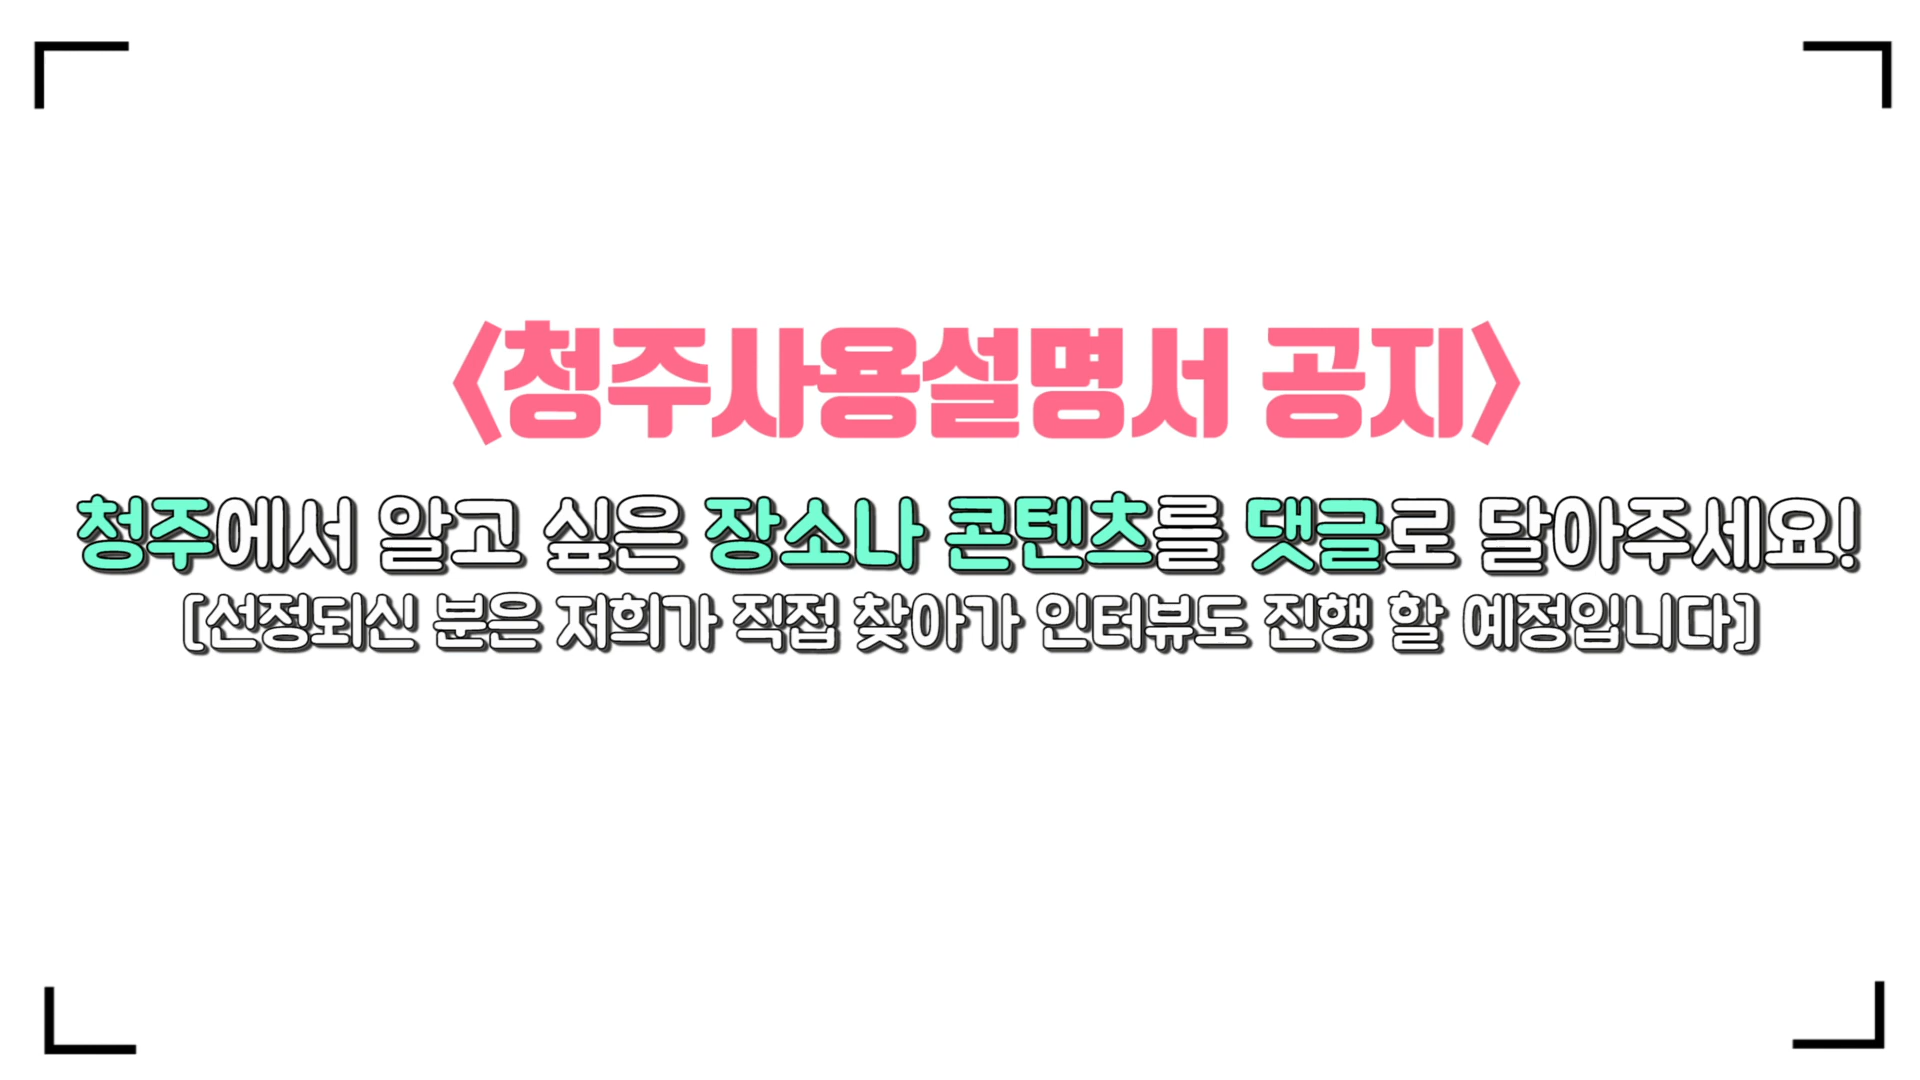 〈청주사용설명서 공지〉
청주에서 알고 싶은 장소나 콘텐츠를 댓글로 달아주세요!
[선정되신 분은 저희가 직접 찾아가 인터뷰도 진행 할 예정입니다]